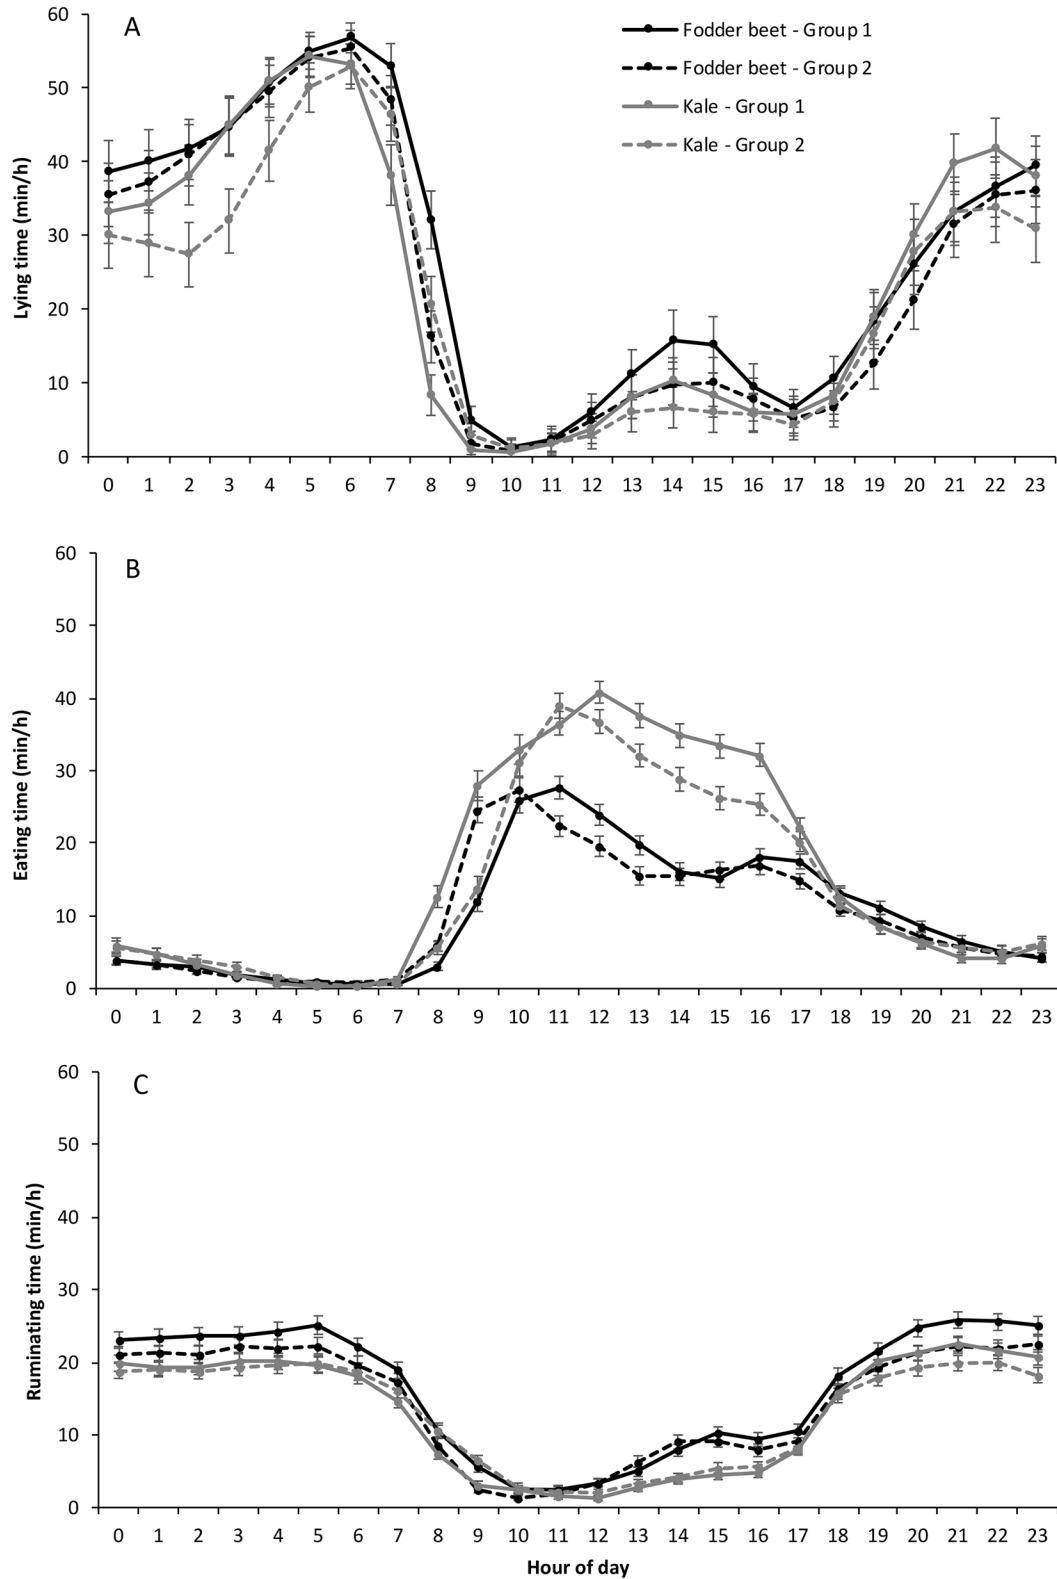 A
Fodder beet - Group 1
Fodder beet - Group 2
Kale - Group 1
Kale - Group 2
Lying time (min/h)
60
50
40
30
20
10
0
0 1 2 3 4 5 6 7 8 9 10 11 12 13 14 15 16 17 18 19 20 21 22 23
B
Eating time (min/h)
60
50
40
30
20
10
0
0 1 2 3 4 5 6 7 8 9 10 11 12 13 14 15 16 17 18 19 20 21 22 23
C
Ruminating time (min/h)
60
50
40
30
20
10
0
0 1 2 3 4 5 6 7 8 9 10 11 12 13 14 15 16 17 18 19 20 21 22 23
Hour of day